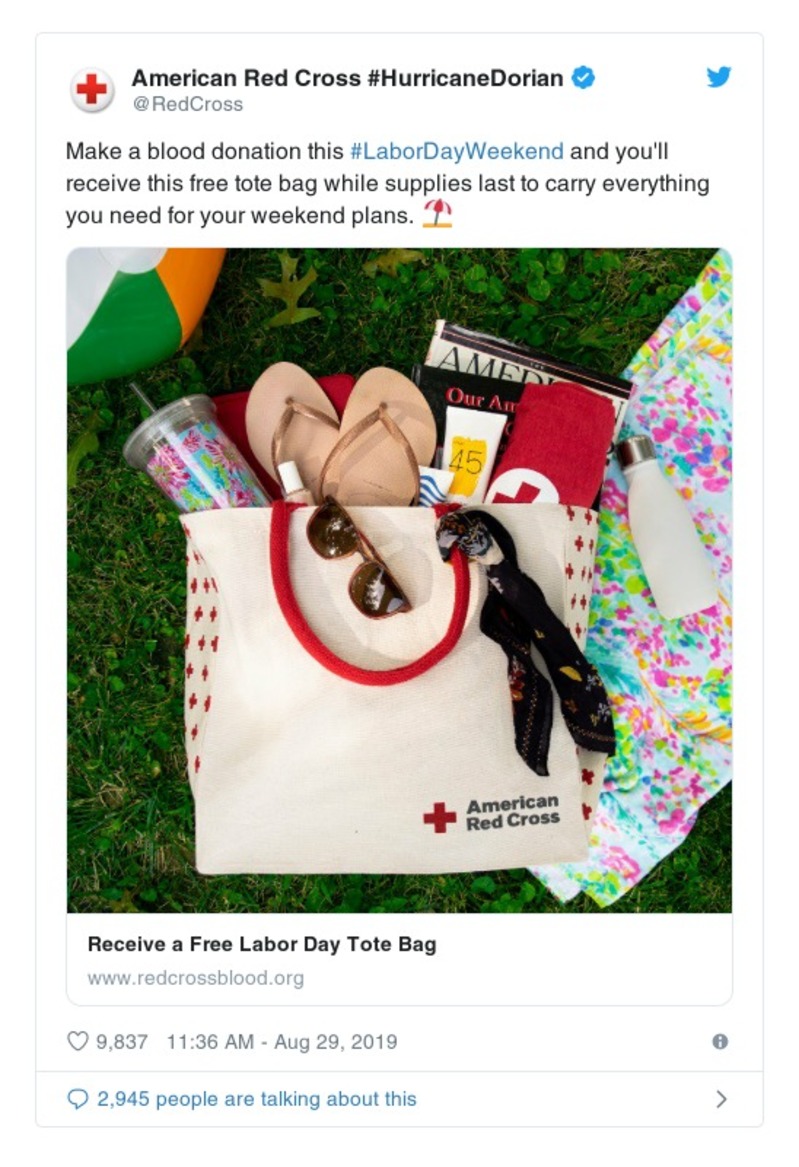 American Red Cross #HurricaneDorian
@RedCross
Make a blood donation this #LaborDayWeekend and you'll
receive this free tote bag while supplies last to carry everything
you need for your weekend plans.
Our Am
45
American
Red Cross
Receive a Free Labor Day Tote Bag
www.redcrossblood.org
9,837 11:36 AM - Aug 29, 2019
2,945 people are talking about this